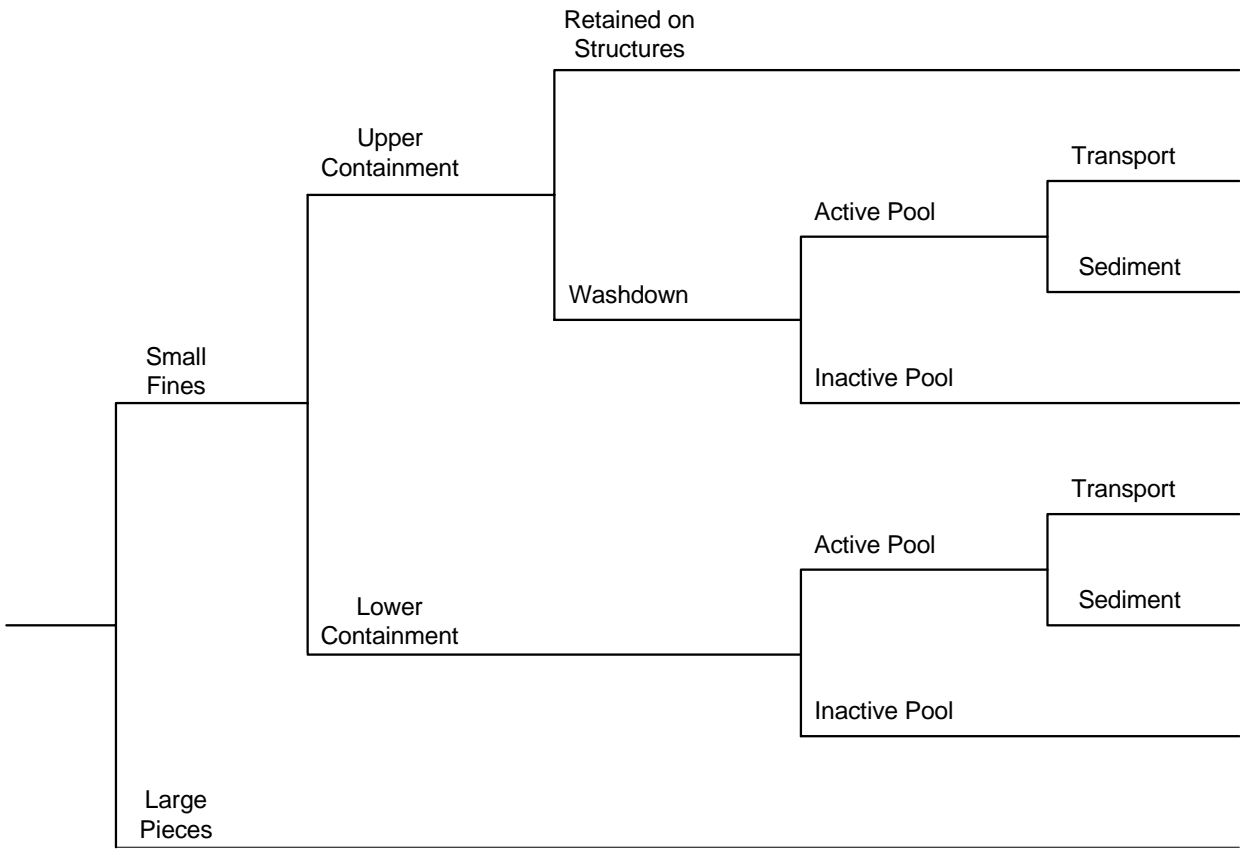 Retained on
Structures
Upper
Containment
Transport
Active Pool
Sediment
Washdown
Small
Fines
Inactive Pool
Transport
Active Pool
Sediment
Lower
Containment
Inactive Pool
Large
Pieces